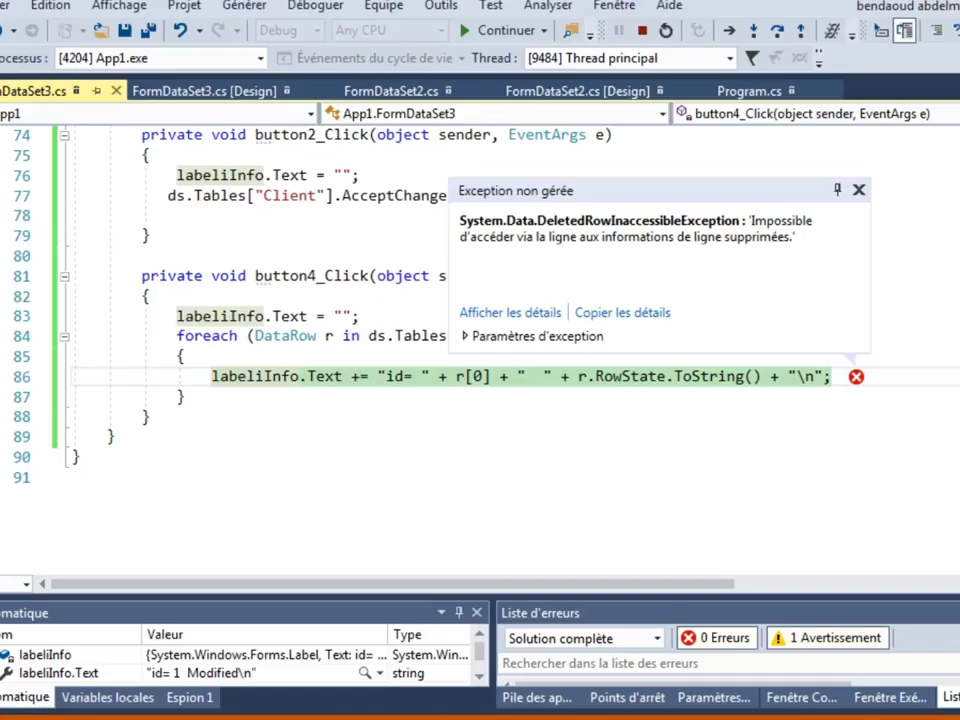 er Edition Affichage Projet Générer Déboguer Equipe Outils Test Analyser Fenêtre Aide bendaoud abdelm
Debug Any CPU Continuer
ocessus : [4204] App1.exe Événements du cycle de vie Thread : [9484] Thread principal
mDataSet3.cs FormDataSet3.cs [Design] FormDataSet2.cs FormDataSet2.cs [Design] Program.cs
pp1 App1.FormDataSet3 button4_Click(object sender, EventArgs e)
74 private void button2_Click(object sender, EventArgs e)
75 {
76 labeliInfo.Text = "";
77 ds.Tables["Client"].AcceptChange
78
79 }
80
81 private void button4_Click(object s
82 {
83 labeliInfo.Text = "";
84 foreach (DataRow r in ds.Tables
85 {
86 labeliInfo.Text += "id= " + r[0] + "  " + r.RowState.ToString() + "\n";
87 }
88 }
89 }
90 }
91
Exception non gérée
System.Data.DeletedRowInaccessibleException : 'Impossible
d'accéder via la ligne aux informations de ligne supprimées.'
Afficher les détails Copier les détails
Paramètres d'exception
omatique
om Valeur Type
labeliInfo {System.Windows.Forms.Label, Text: id= ... System.Win...
labeliInfo.Text "id= 1 Modified\n" string
omatique Variables locales Espion 1
Liste d'erreurs
Solution complète 0 Erreurs 1 Avertissement
Rechercher dans la liste des erreurs
Pile des ap... Points d'arrêt Paramètres... Fenêtre Co... Fenêtre Exé... List